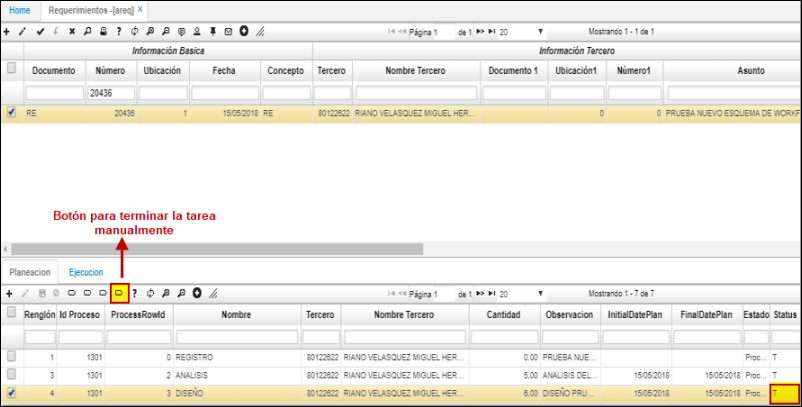 Home Requerimientos -[areq] ×
Página 1 de 1 20 Mostrando 1 - 1 de 1
Información Basica Información Tercero
Documento Número Ubicación Fecha Concepto Tercero Nombre Tercero Documento 1 Ubicación1 Número1 Asunto
20436
RE 20436 1 15/05/2018 RE 80122622 RIANO VELASQUEZ MIGUEL HER... 0 0 PRUEBA NUEVO ESQUEMA DE WORKF
Botón para terminar la tarea
manualmente
Planeacion Ejecucion
Página 1 de 1 20 Mostrando 1 - 7 de 7
Renglón Id Proceso ProcessRowId Nombre Tercero Nombre Tercero Cantidad Observacion InitialDatePlan FinalDatePlan Estado Status
1 1301 0 REGISTRO 80122622 RIANO VELASQUEZ MIGUEL HER... 0.00 PRUEBA NUE... Proc... T
3 1301 2 ANALISIS 80122622 RIANO VELASQUEZ MIGUEL HER... 5,00 ANALISIS DEL... 15/05/2018 15/05/2018 Proc... T
4 1301 3 DISEÑO 80122622 RIANO VELASQUEZ MIGUEL HER... 6,00 DISEÑO PRU... 15/05/2018 15/05/2018 Proc... T